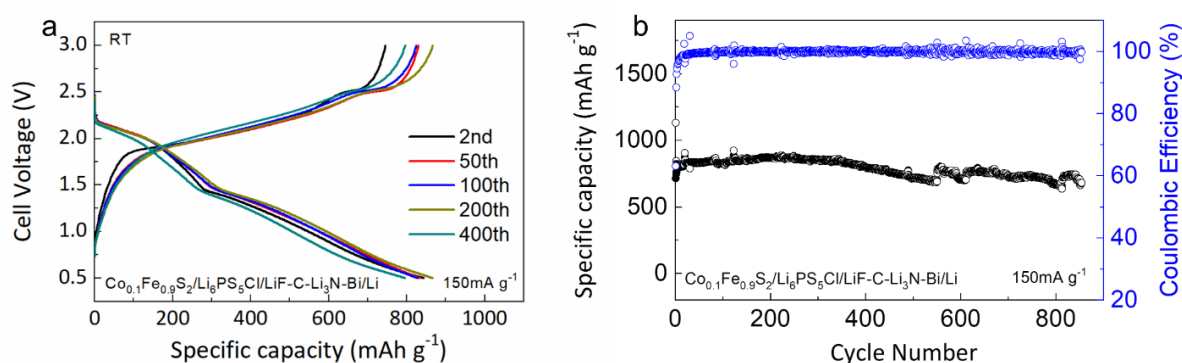 a
RT
3.0
2.5
2.0
1.5
1.0
0.5
Cell Voltage (V)
2nd
50th
100th
200th
400th
Co₀.₁Fe₀.₉S₂/Li₆PS₅Cl/LiF-C-Li₃N-Bi/Li
150mA g⁻¹
0 200 400 600 800 1000
Specific capacity (mAh g⁻¹)
b
1500
1000
500
0
Specific capacity (mAh g⁻¹)
100
80
60
40
20
Coulombic Efficiency (%)
Co₀.₁Fe₀.₉S₂/Li₆PS₅Cl/LiF-C-Li₃N-Bi/Li
150mA g⁻¹
0 200 400 600 800
Cycle Number